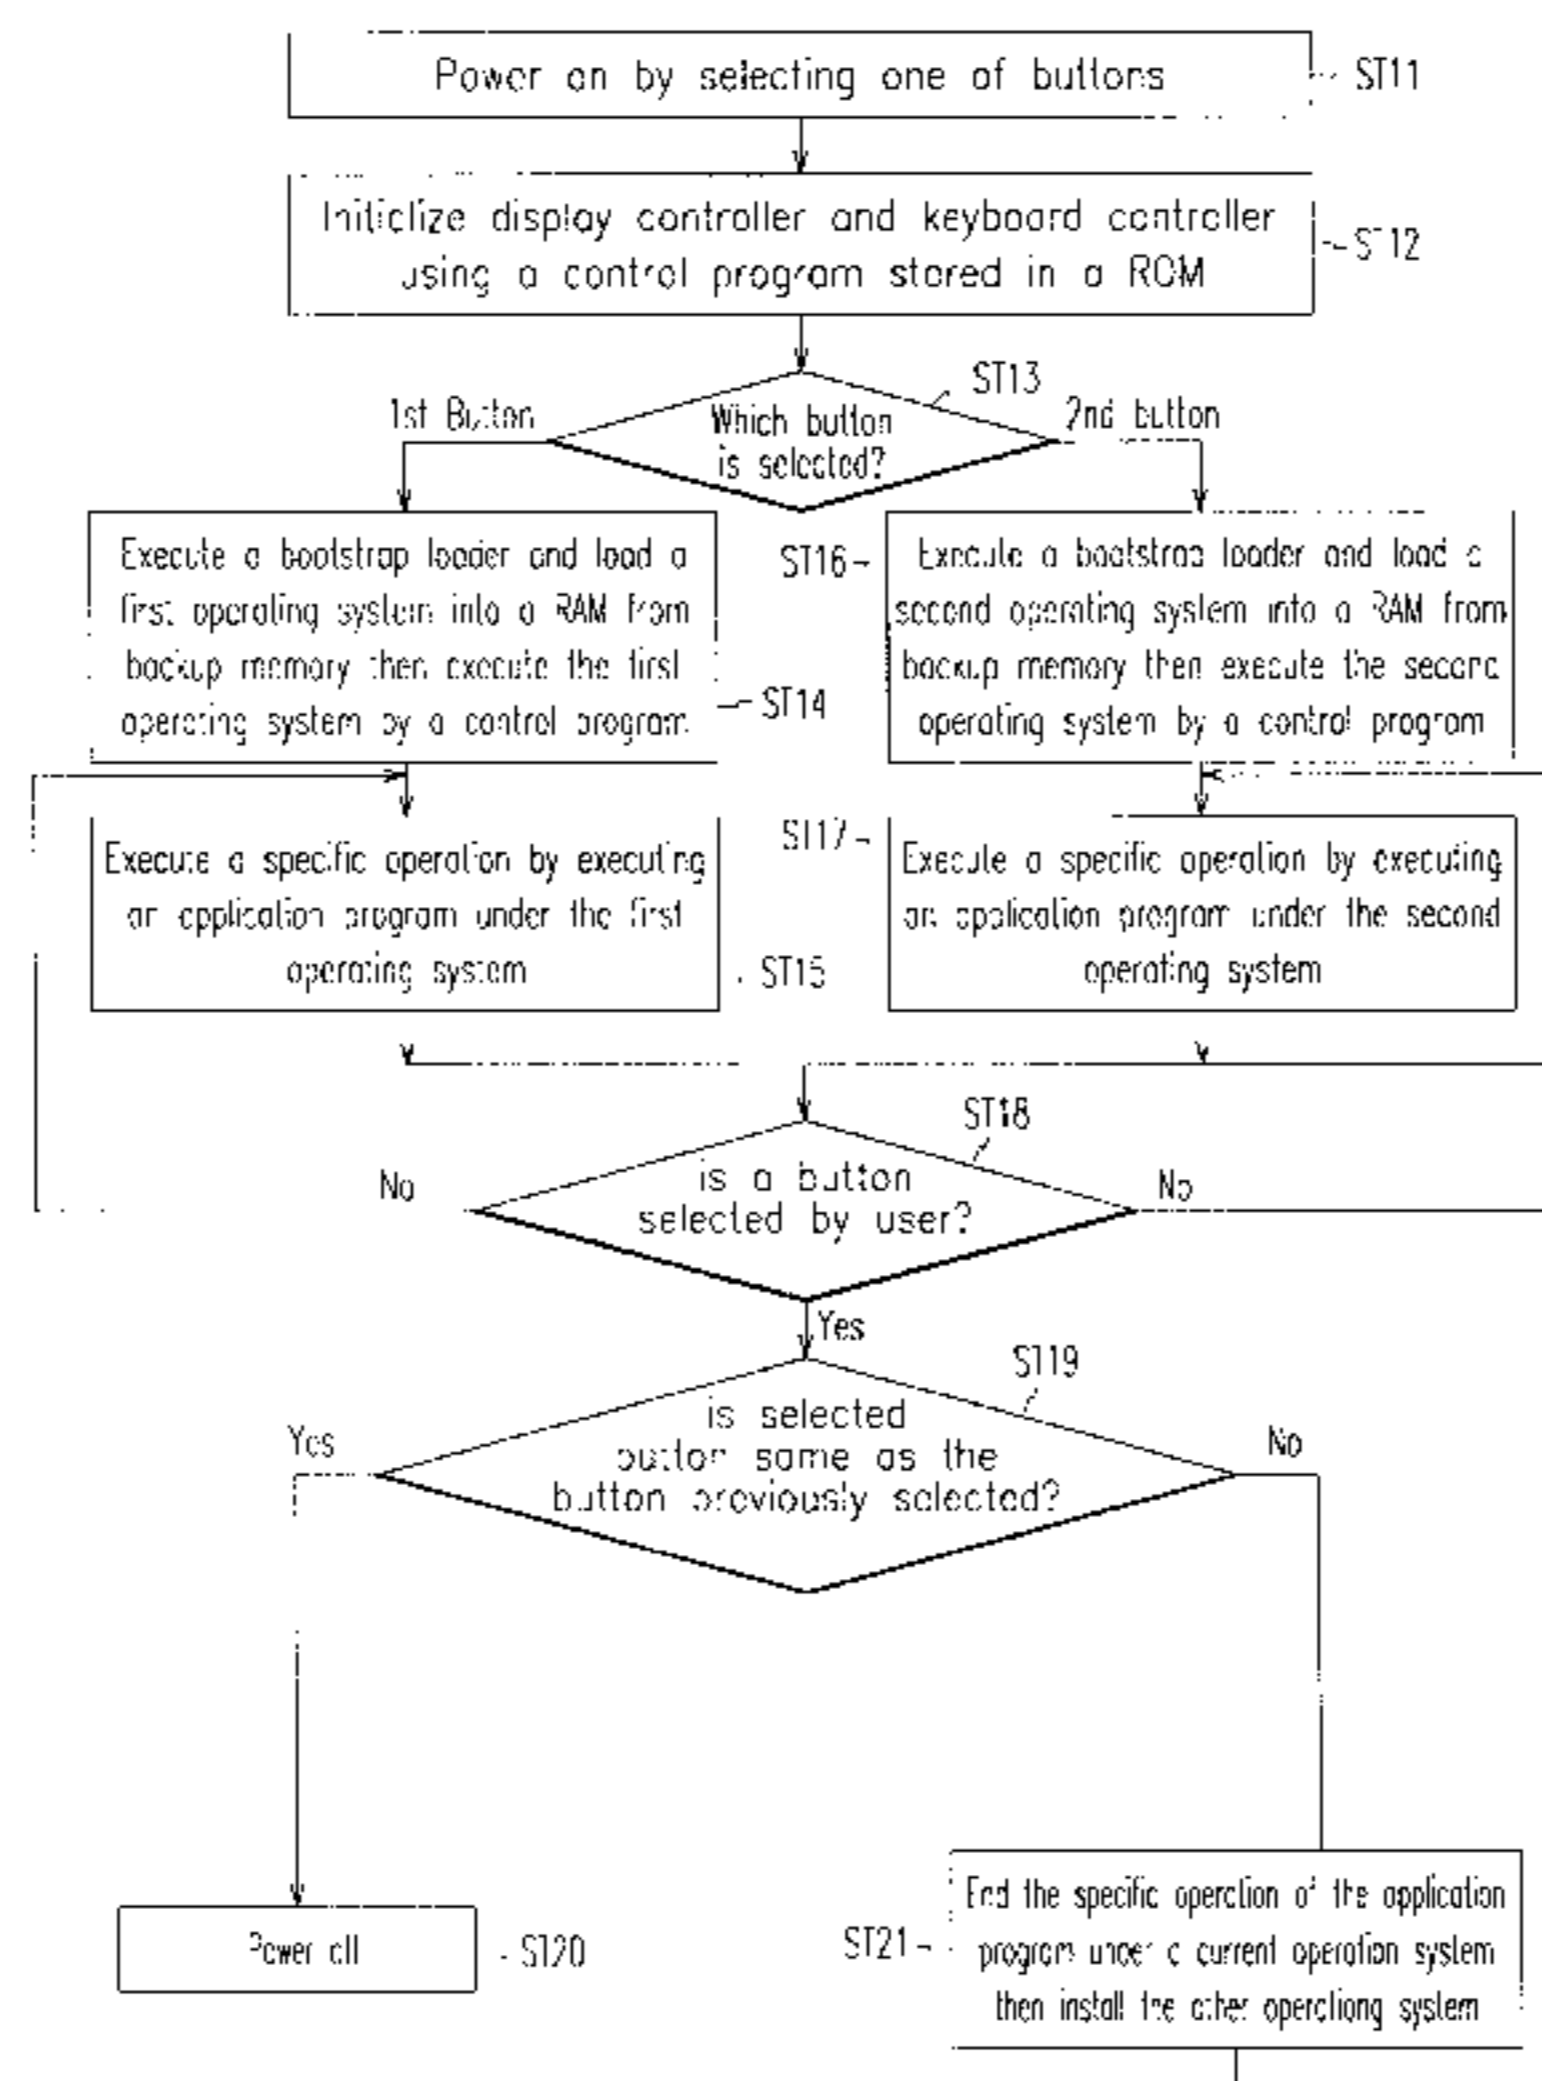 Power on by selecting one of buttons
ST11
Initialize display controller and keyboard controller
using a control program stored in a ROM
ST12
ST13
1st Button
Which button
is selected?
2nd button
Execute a bootstrap loader and load a
first operating system into a RAM from
backup memory then execute the first
operating system by a control program
ST14
ST16
Execute a bootstrap loader and load a
second operating system into a RAM from
backup memory then execute the second
operating system by a control program
Execute a specific operation by executing
an application program under the first
operating system
ST15
ST17
Execute a specific operation by executing
an application program under the second
operating system
ST18
No
is a button
selected by user?
No
Yes
ST19
Yes
is selected
button same as the
button previously selected?
No
Power off
ST20
ST21
End the specific operation of the application
program under a current operation system
then install the other operationg system